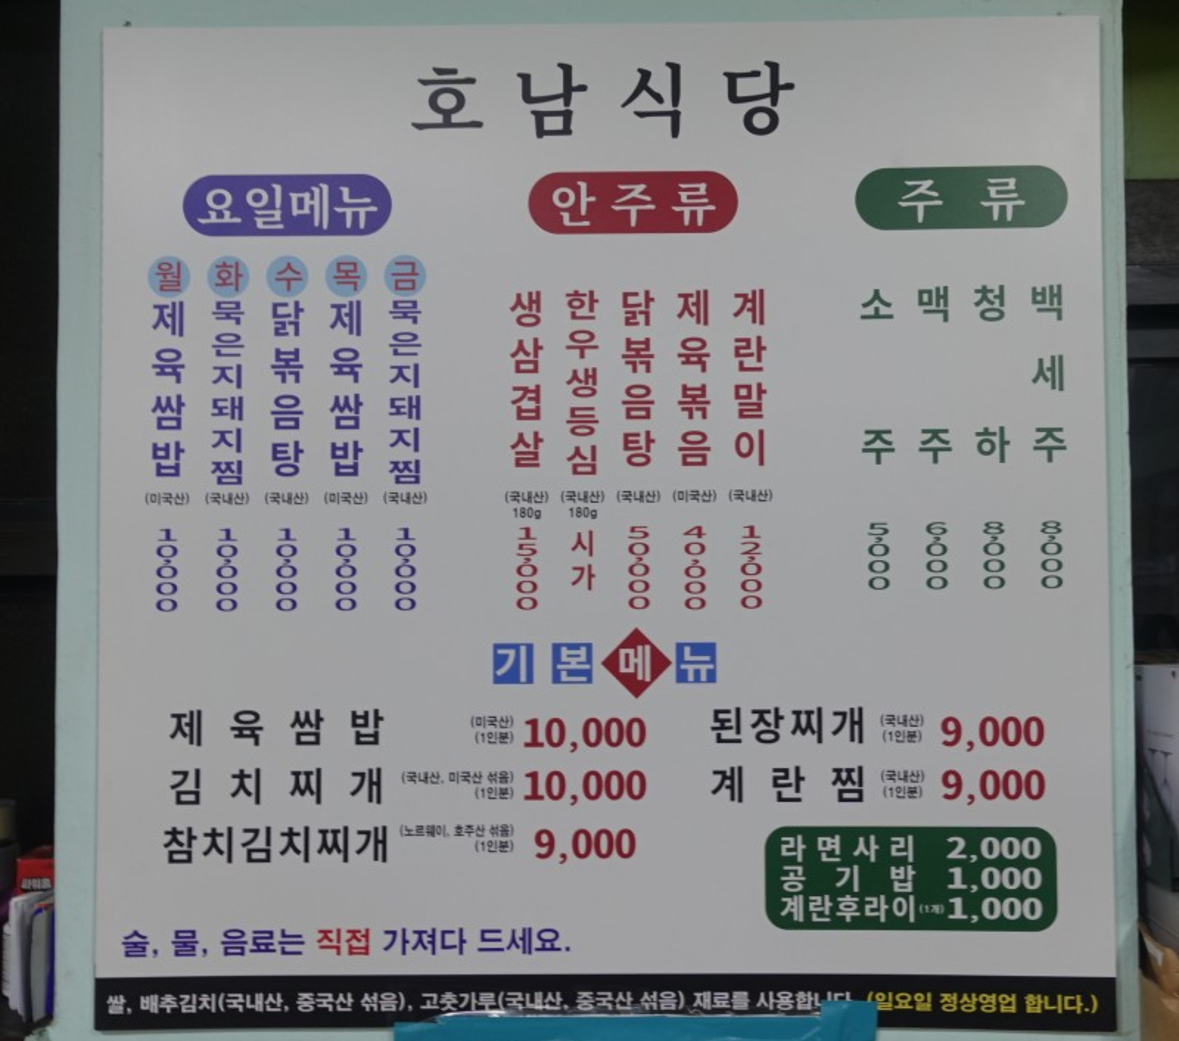 호남식당
요일메뉴
월 제육쌈밥 (미국산) 10,000
화 묵은지돼지찜 (국내산) 10,000
수 닭볶음탕 (국내산) 10,000
목 제육쌈밥 (미국산) 10,000
금 묵은지돼지찜 (국내산) 10,000
안주류
생삼겹살 (국내산) 180g 15,000
한우생등심 (국내산) 180g 시가
닭볶음탕 (국내산) 50,000
제육볶음 (미국산) 40,000
계란말이 (국내산) 12,000
주류
소주 5,000
맥주 6,000
청하 8,000
백세주 8,000
기본메뉴
제육쌈밥 (미국산) (1인분) 10,000
김치찌개 (국내산, 미국산 섞음) (1인분) 10,000
참치김치찌개 (노르웨이, 호주산 섞음) (1인분) 9,000
된장찌개 (국내산) (1인분) 9,000
계란찜 (국내산) (1인분) 9,000
라면사리 2,000
공기밥 1,000
계란후라이 (1개) 1,000
술, 물, 음료는 직접 가져다 드세요.
쌀, 배추김치(국내산, 중국산 섞음), 고춧가루(국내산, 중국산 섞음) 재료를 사용합니다. (일요일 정상영업 합니다.)